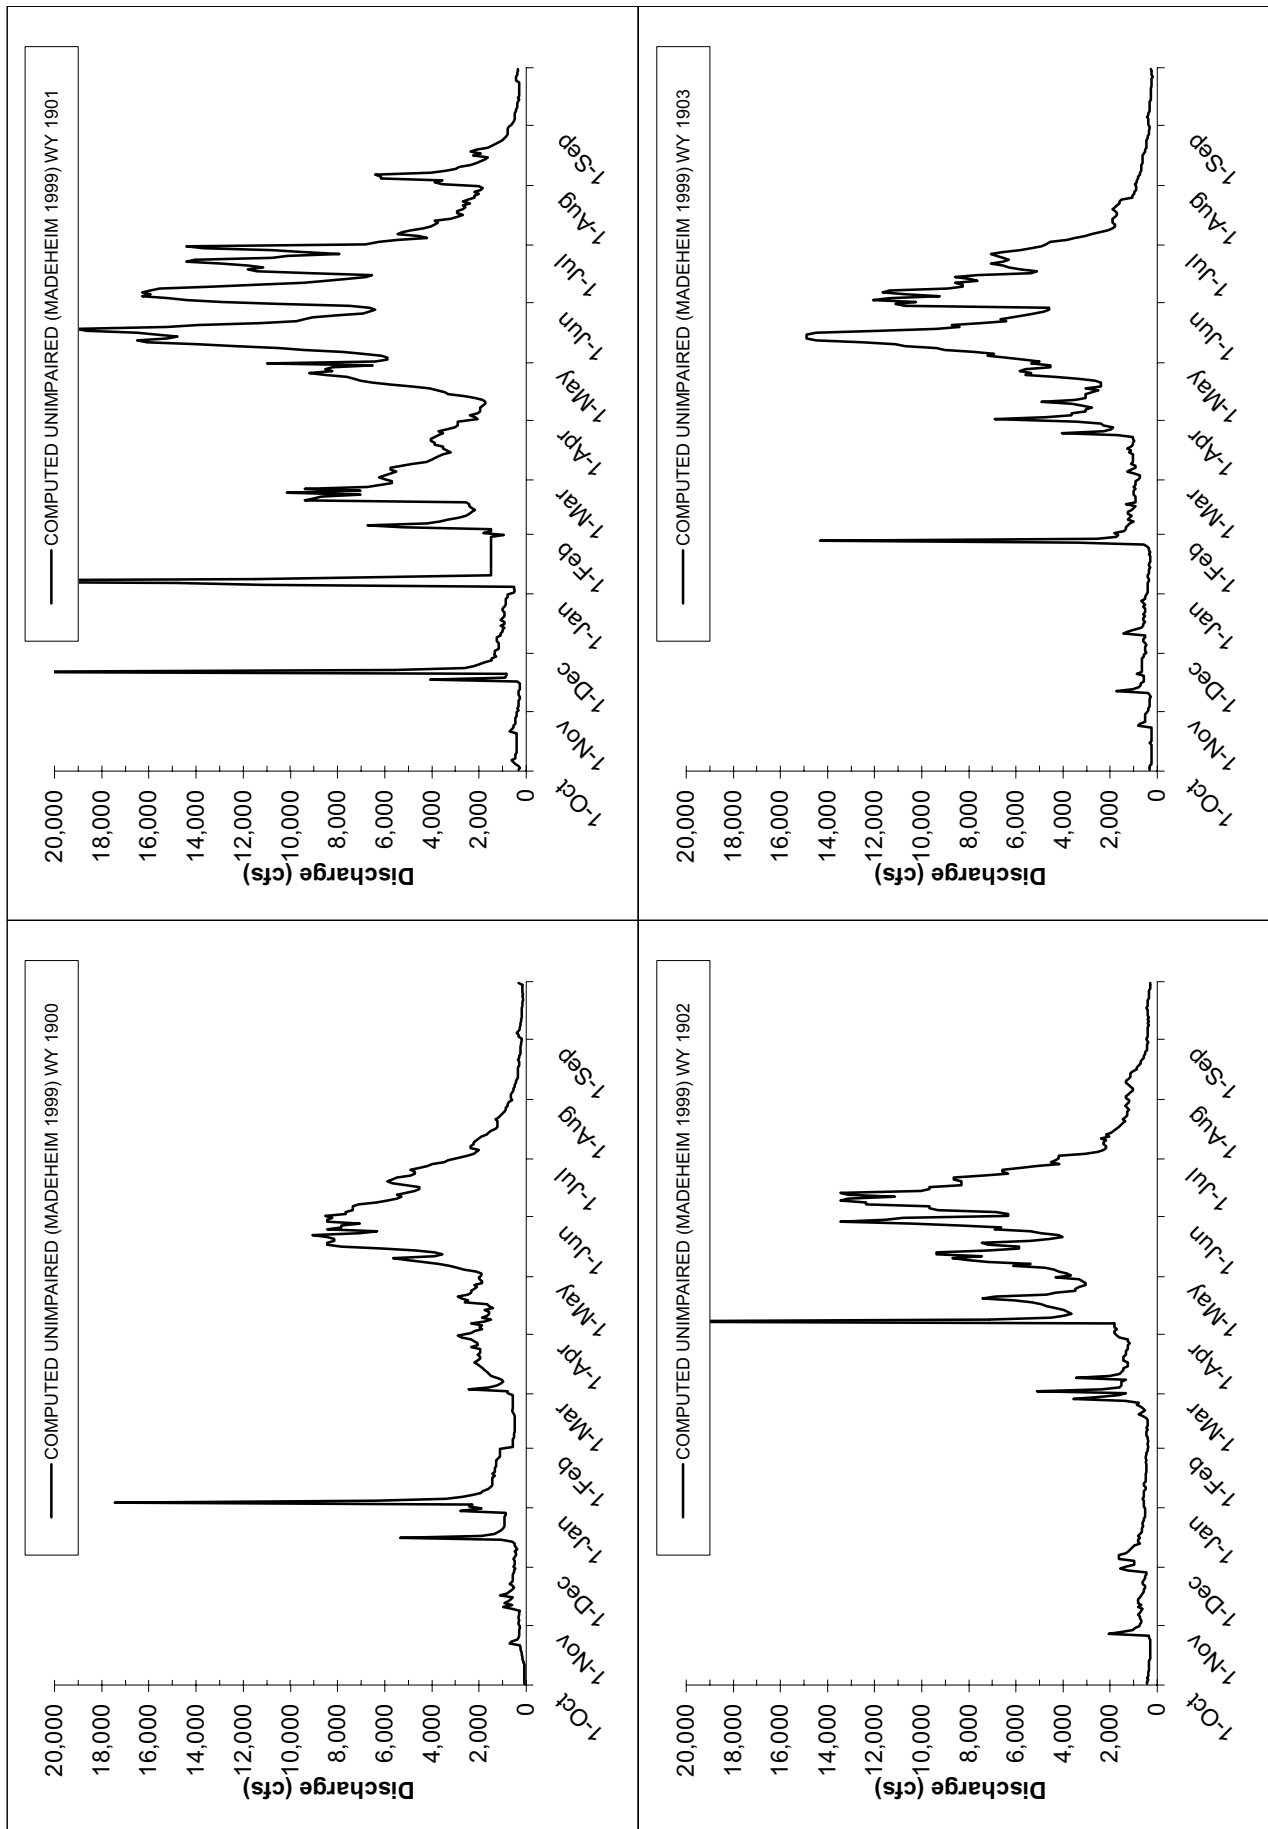 COMPUTED UNIMPAIRED (MADEHEIM 1999) WY 1900
Discharge (cfs)
20,000
18,000
16,000
14,000
12,000
10,000
8,000
6,000
4,000
2,000
0
1-Oct
1-Nov
1-Dec
1-Jan
1-Feb
1-Mar
1-Apr
1-May
1-Jun
1-Jul
1-Aug
1-Sep
COMPUTED UNIMPAIRED (MADEHEIM 1999) WY 1901
Discharge (cfs)
20,000
18,000
16,000
14,000
12,000
10,000
8,000
6,000
4,000
2,000
0
1-Oct
1-Nov
1-Dec
1-Jan
1-Feb
1-Mar
1-Apr
1-May
1-Jun
1-Jul
1-Aug
1-Sep
COMPUTED UNIMPAIRED (MADEHEIM 1999) WY 1902
Discharge (cfs)
20,000
18,000
16,000
14,000
12,000
10,000
8,000
6,000
4,000
2,000
0
1-Oct
1-Nov
1-Dec
1-Jan
1-Feb
1-Mar
1-Apr
1-May
1-Jun
1-Jul
1-Aug
1-Sep
COMPUTED UNIMPAIRED (MADEHEIM 1999) WY 1903
Discharge (cfs)
20,000
18,000
16,000
14,000
12,000
10,000
8,000
6,000
4,000
2,000
0
1-Oct
1-Nov
1-Dec
1-Jan
1-Feb
1-Mar
1-Apr
1-May
1-Jun
1-Jul
1-Aug
1-Sep